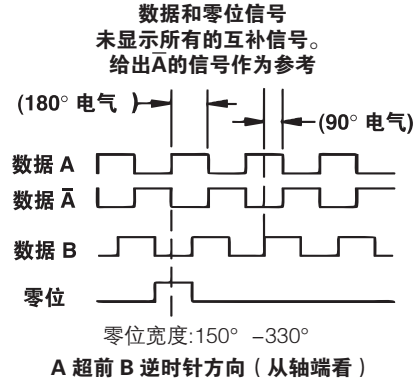 数据和零位信号
未显示所有的互补信号。
给出A̅的信号作为参考
(180° 电气 )
(90° 电气)
数据 A
数据 A̅
数据 B
零位
零位宽度:150° –330°
A 超前 B 逆时针方向 ( 从轴端看 )